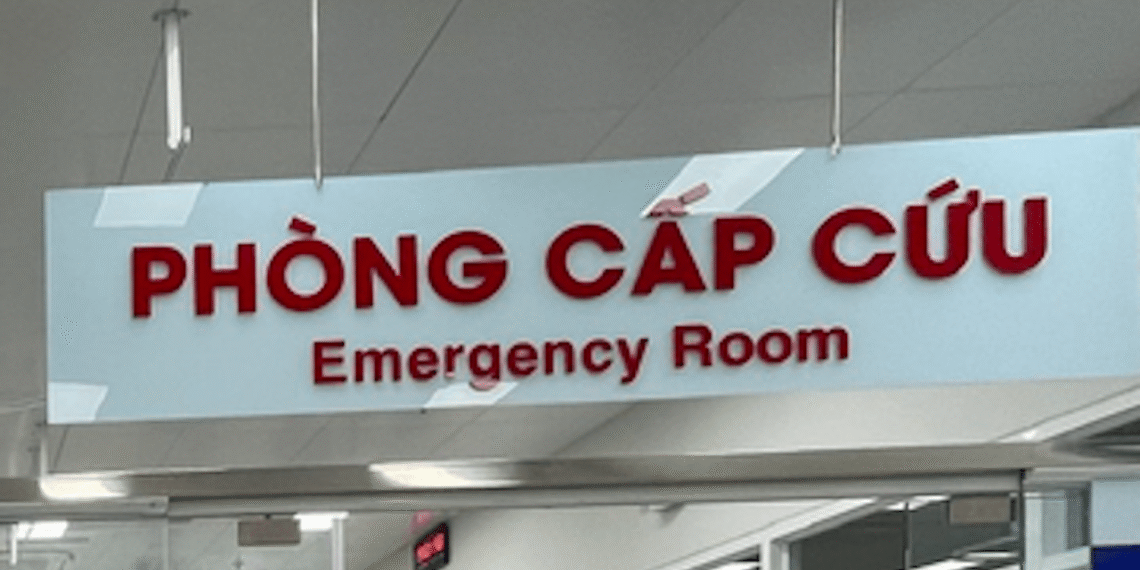 PHÒNG CẤP CỨU
Emergency Room